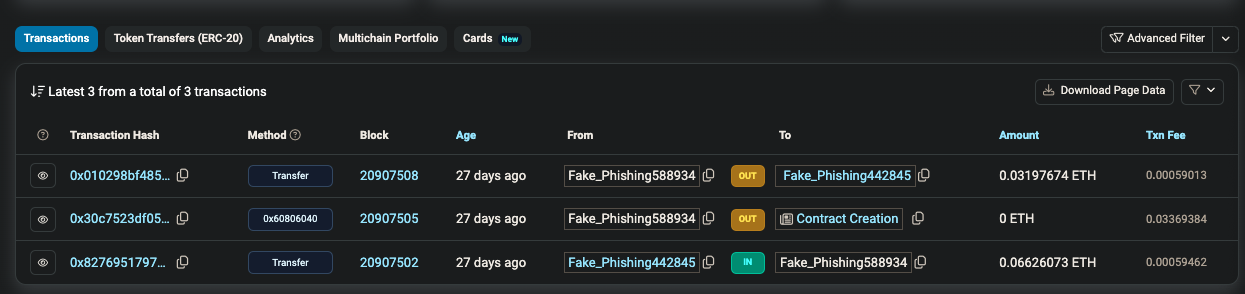 Transactions Token Transfers (ERC-20) Analytics Multichain Portfolio Cards New Advanced Filter
Latest 3 from a total of 3 transactions Download Page Data
Transaction Hash Method Block Age From To Amount Txn Fee
0x010298bf485... Transfer 20907508 27 days ago Fake_Phishing588934 OUT Fake_Phishing442845 0.03197674 ETH 0.00059013
0x30c7523df05... 0x60806040 20907505 27 days ago Fake_Phishing588934 OUT Contract Creation 0 ETH 0.03369384
0x8276951797... Transfer 20907502 27 days ago Fake_Phishing442845 IN Fake_Phishing588934 0.06626073 ETH 0.00059462